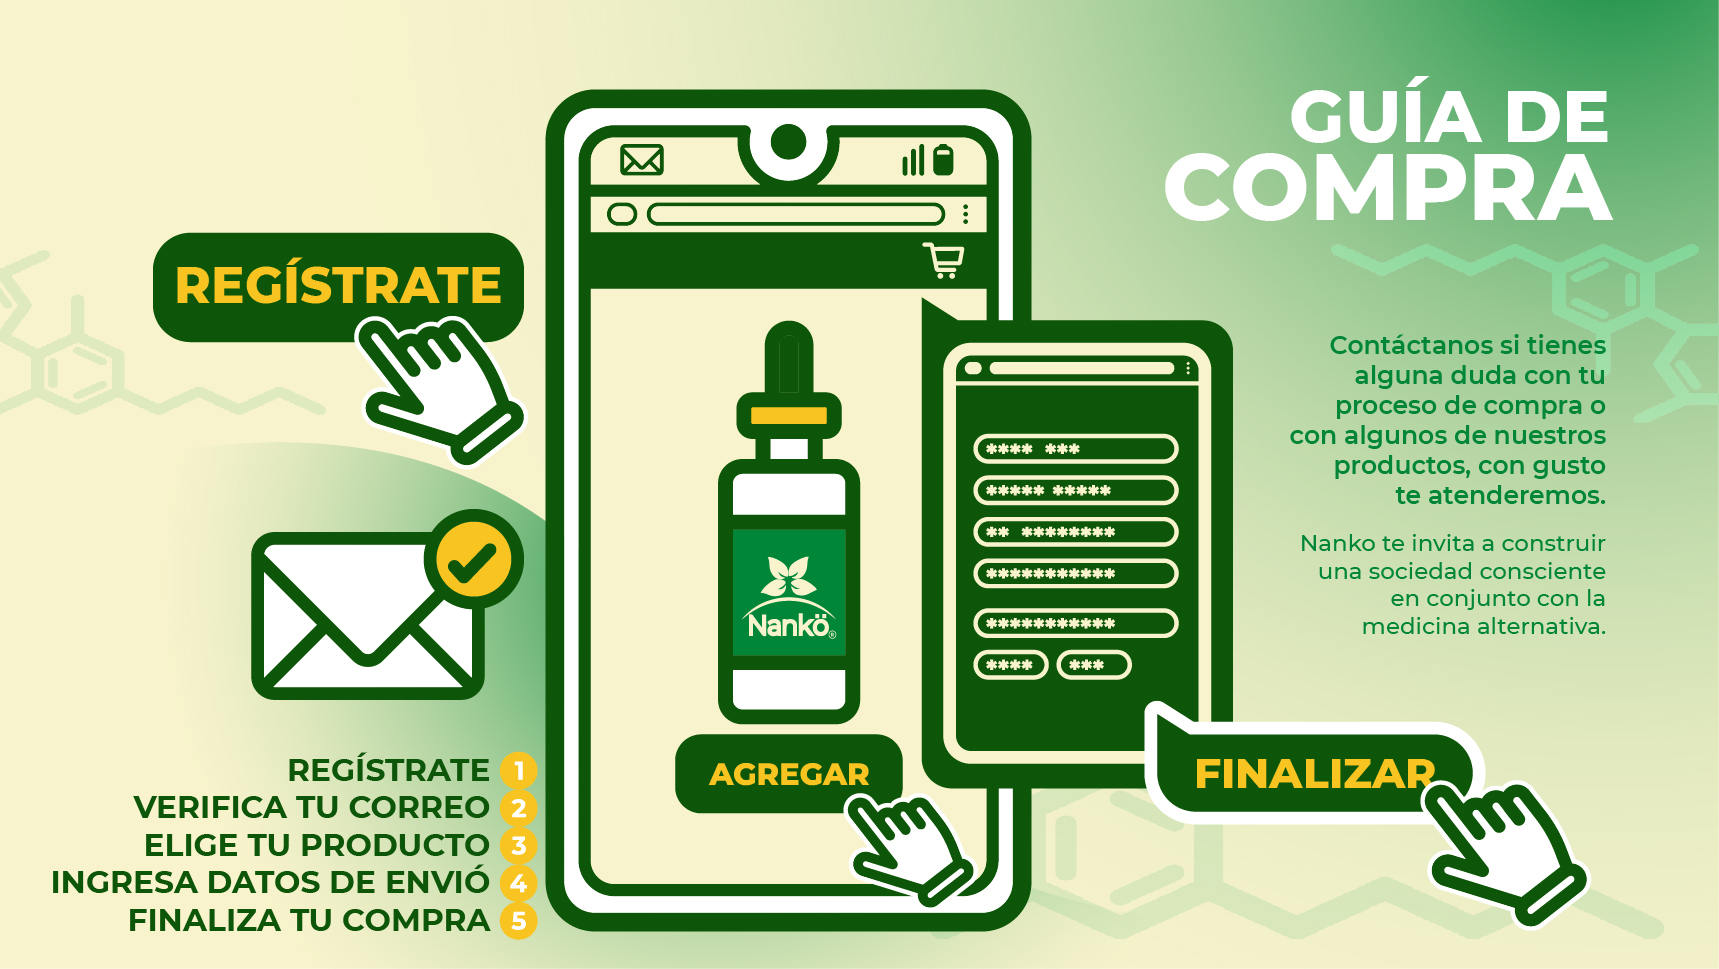 GUÍA DE
COMPRA
REGÍSTRATE
Contáctanos si tienes
alguna duda con tu
proceso de compra o
con algunos de nuestros
productos, con gusto
te atenderemos.
Nanko te invita a construir
una sociedad consciente
en conjunto con la
medicina alternativa.
**** ***
***** *****
** ********
***********
***********
**** ***
Nankö®
AGREGAR
FINALIZAR
REGÍSTRATE 1
VERIFICA TU CORREO 2
ELIGE TU PRODUCTO 3
INGRESA DATOS DE ENVIÓ 4
FINALIZA TU COMPRA 5